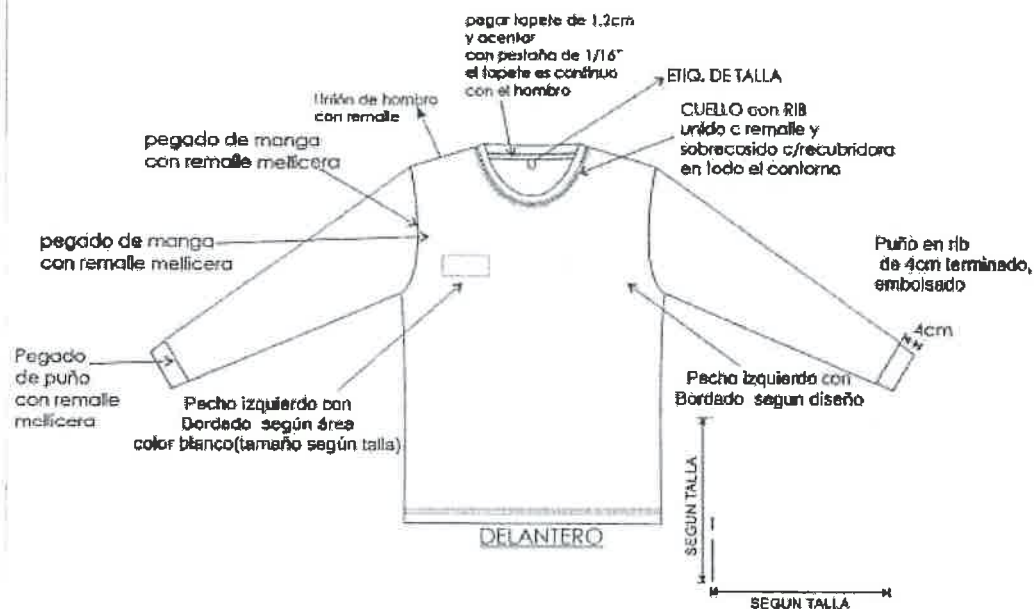 pegar tapete de 1.2cm
y acentar
con pestaña de 1/16"
el tapete es continuo
con el hombro
ETIQ. DE TALLA
Unión de hombro
con remalle
CUELLO con RIB
unido c remalle y
sobrecosido c/recubridora
en todo el contorno
pegado de manga
con remalle mellicera
pegado de manga
con remalle mellicera
Puño en rib
de 4cm terminado,
embolsado
4cm
Pegado
de puño
con remalle
mellicera
Pecho izquierdo con
Bordado según área
color blanco(tamaño según talla)
Pecho izquierdo con
Bordado segun diseño
DELANTERO
SEGUN TALLA
SEGUN TALLA